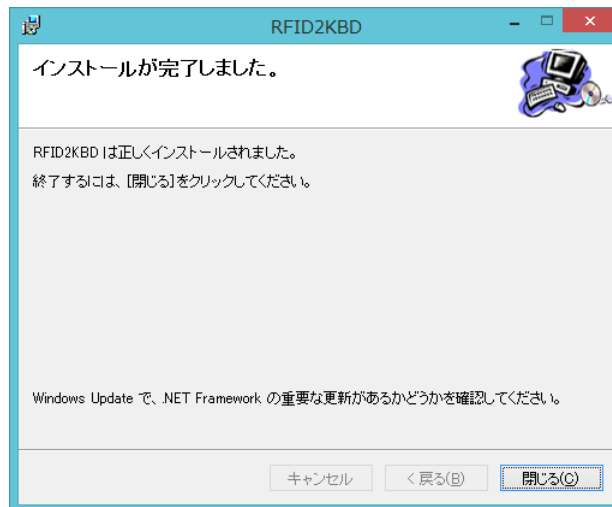 RFID2KBD
インストールが完了しました。
RFID2KBD は正しくインストールされました。
終了するには、[閉じる]をクリックしてください。
Windows Update で、.NET Framework の重要な更新があるかどうかを確認してください。
キャンセル
< 戻る(B)
閉じる(C)